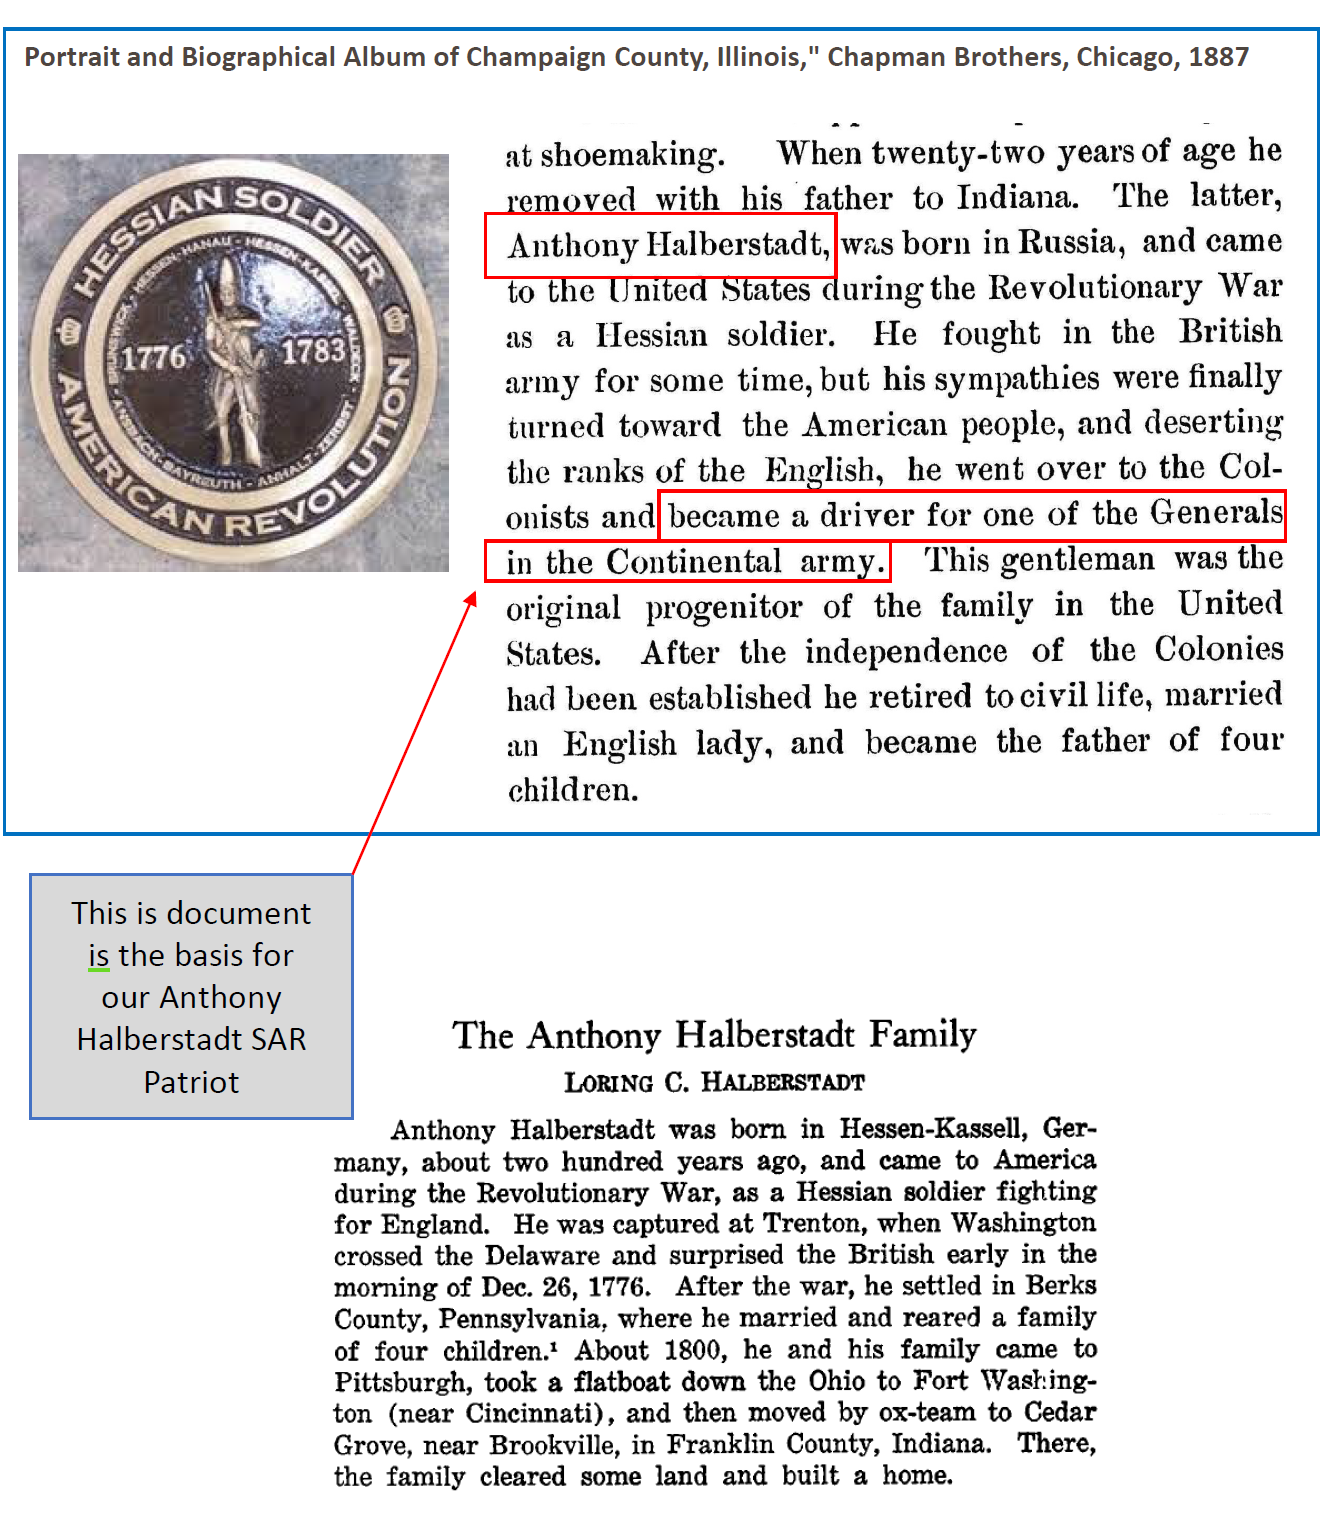 Portrait and Biographical Album of Champaign County, Illinois," Chapman Brothers, Chicago, 1887
HESSIAN SOLDIER
AMERICAN REVOLUTION
BRUNSWICK - HESSEN-HANAU - HESSEN-KASSEL - WALDECK -
ANSBACH-BAYREUTH - ANHALT-ZERBST
1776
1783
at shoemaking. When twenty-two years of age he
removed with his father to Indiana. The latter,
Anthony Halberstadt, was born in Russia, and came
to the United States during the Revolutionary War
as a Hessian soldier. He fought in the British
army for some time, but his sympathies were finally
turned toward the American people, and deserting
the ranks of the English, he went over to the Col-
onists and became a driver for one of the Generals
in the Continental army. This gentleman was the
original progenitor of the family in the United
States. After the independence of the Colonies
had been established he retired to civil life, married
an English lady, and became the father of four
children.
This is document
is the basis for
our Anthony
Halberstadt SAR
Patriot
The Anthony Halberstadt Family
LORING C. HALBERSTADT
Anthony Halberstadt was born in Hessen-Kassell, Ger-
many, about two hundred years ago, and came to America
during the Revolutionary War, as a Hessian soldier fighting
for England. He was captured at Trenton, when Washington
crossed the Delaware and surprised the British early in the
morning of Dec. 26, 1776. After the war, he settled in Berks
County, Pennsylvania, where he married and reared a family
of four children.¹ About 1800, he and his family came to
Pittsburgh, took a flatboat down the Ohio to Fort Washing-
ton (near Cincinnati), and then moved by ox-team to Cedar
Grove, near Brookville, in Franklin County, Indiana. There,
the family cleared some land and built a home.